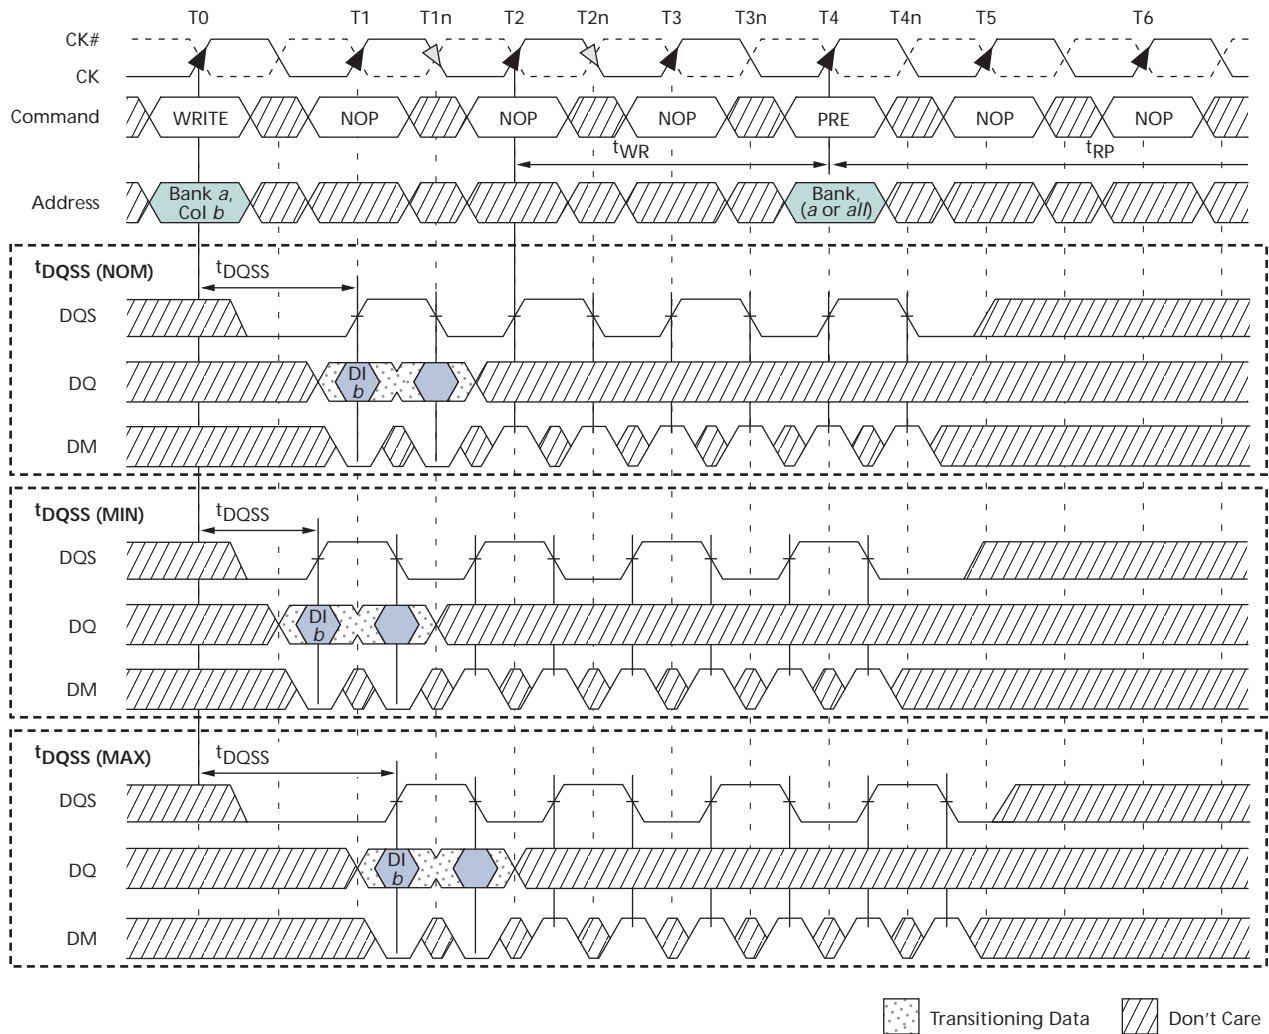 T0 T1 T1n T2 T2n T3 T3n T4 T4n T5 T6
CK#
CK
Command WRITE NOP NOP NOP PRE NOP NOP
tWR tRP
Address Bank a, Col b Bank, (a or all)
tDQSS (NOM) tDQSS
DQS
DQ DI b
DM
tDQSS (MIN) tDQSS
DQS
DQ DI b
DM
tDQSS (MAX) tDQSS
DQS
DQ DI b
DM
Transitioning Data Don't Care